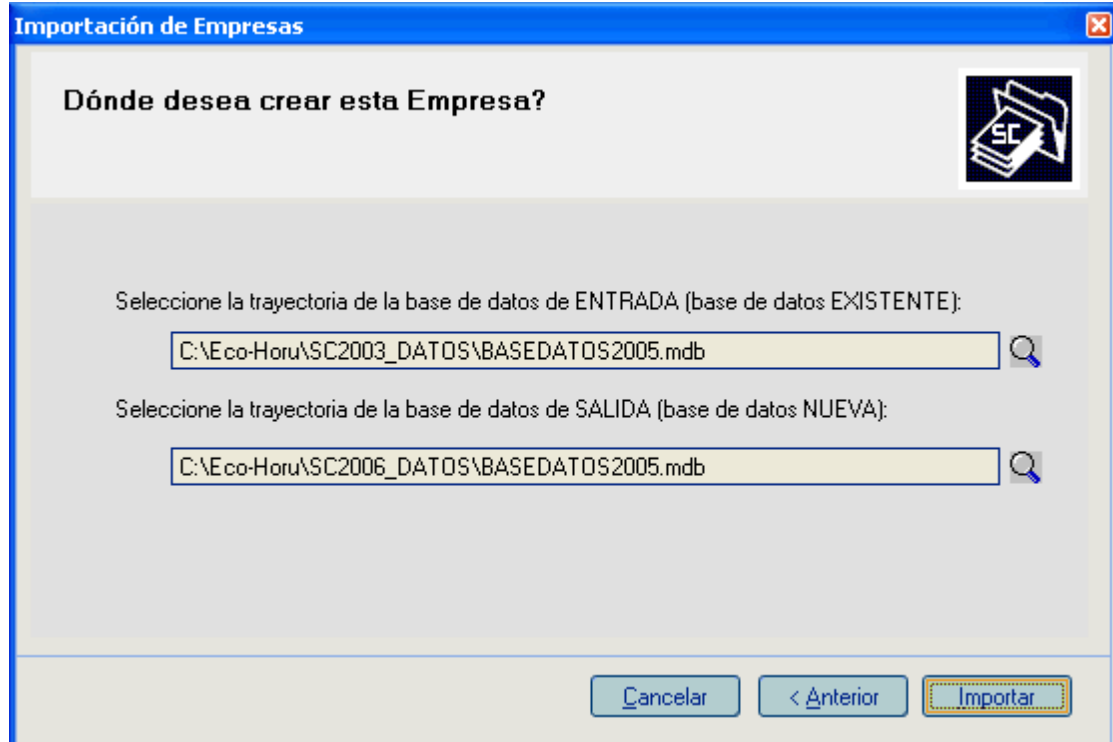 Importación de Empresas
Dónde desea crear esta Empresa?
SC
Seleccione la trayectoria de la base de datos de ENTRADA (base de datos EXISTENTE):
C:\Eco-Horu\SC2003_DATOS\BASEDATOS2005.mdb
Seleccione la trayectoria de la base de datos de SALIDA (base de datos NUEVA):
C:\Eco-Horu\SC2006_DATOS\BASEDATOS2005.mdb
Cancelar < Anterior Importar